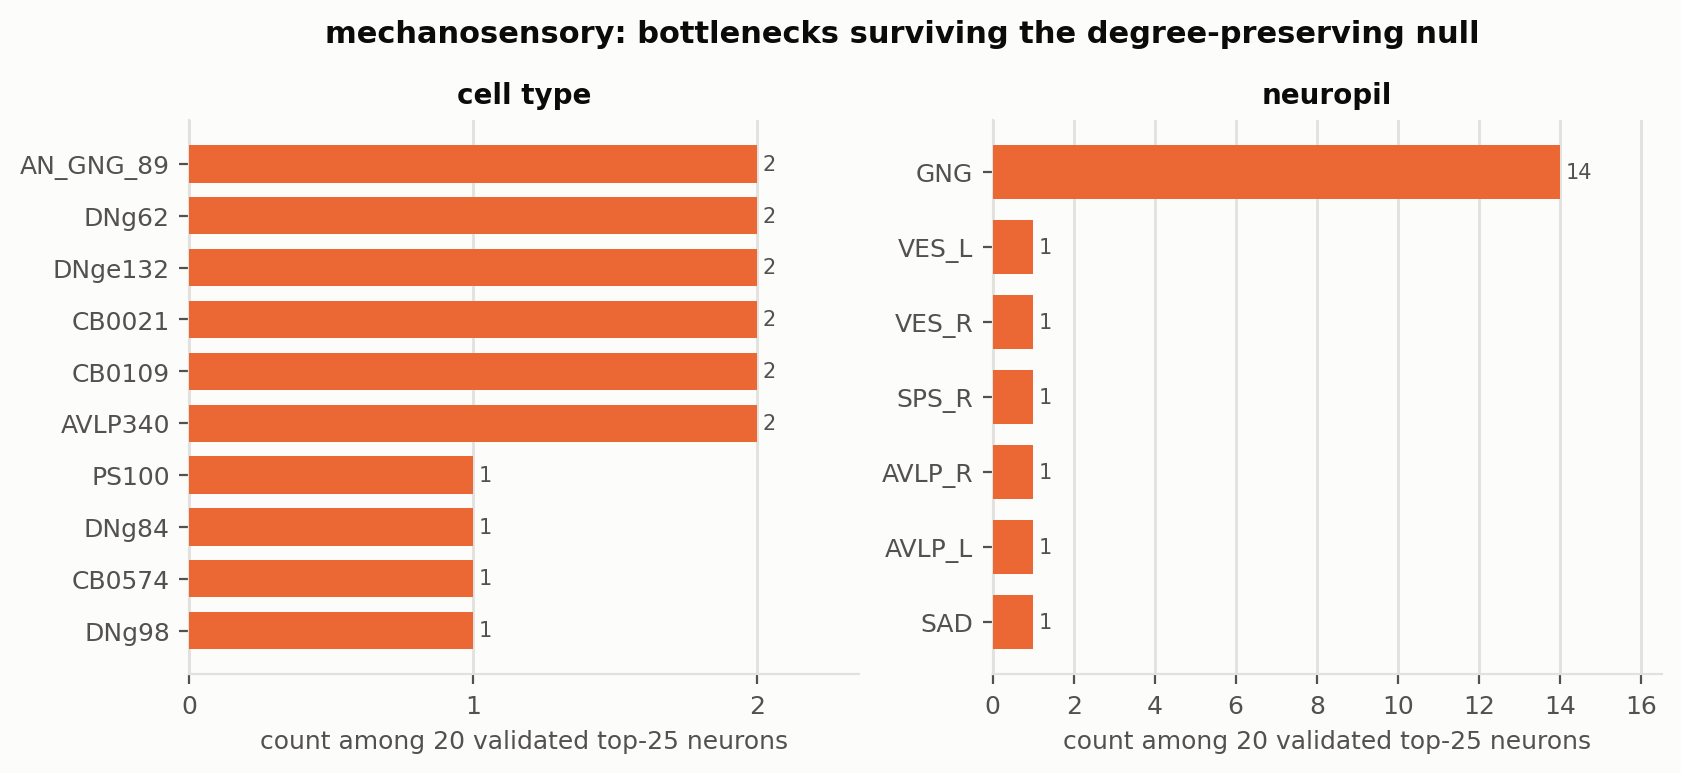 mechanosensory: bottlenecks surviving the degree-preserving null
cell type
AN_GNG_89
2
DNg62
2
DNge132
2
CB0021
2
CB0109
2
AVLP340
2
PS100
1
DNg84
1
CB0574
1
DNg98
1
0 1 2
count among 20 validated top-25 neurons
neuropil
GNG
14
VES_L
1
VES_R
1
SPS_R
1
AVLP_R
1
AVLP_L
1
SAD
1
0 2 4 6 8 10 12 14 16
count among 20 validated top-25 neurons